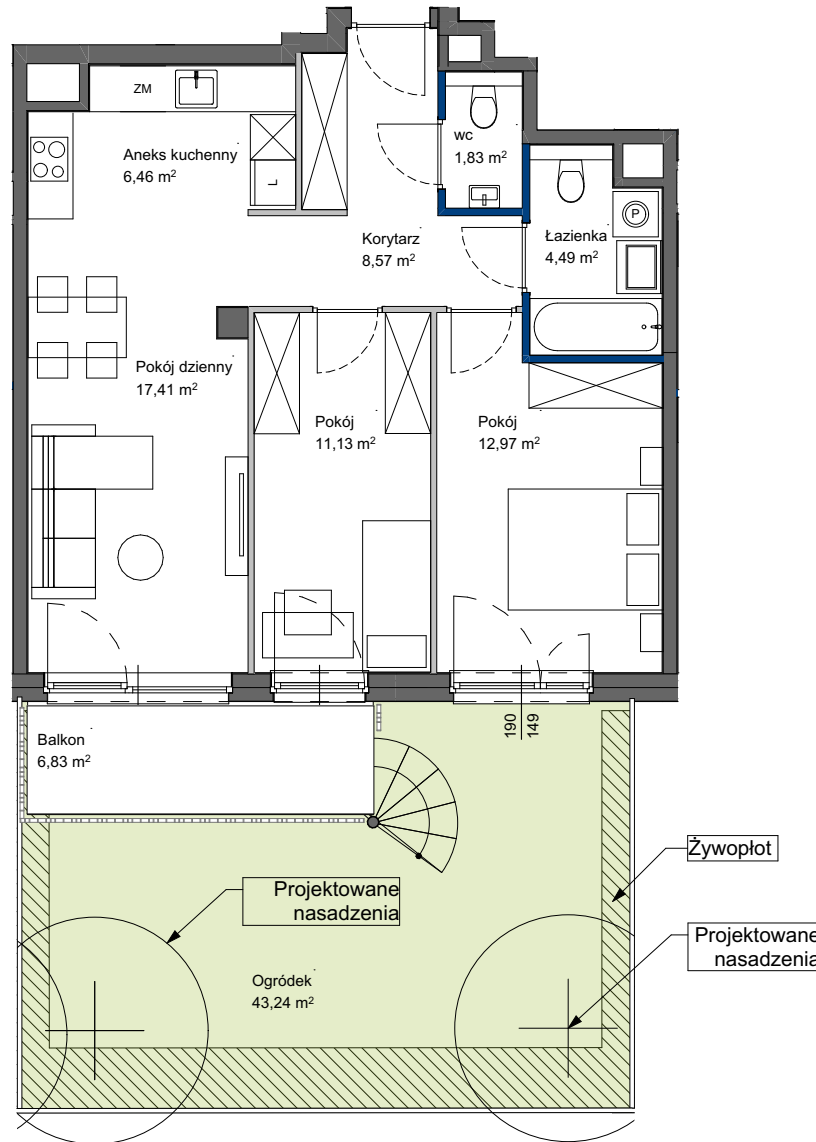 ZM
Aneks kuchenny
6,46 m²
L
wc
1,83 m²
Korytarz
8,57 m²
P
Łazienka
4,49 m²
Pokój dzienny
17,41 m²
Pokój
11,13 m²
Pokój
12,97 m²
190
149
Balkon
6,83 m²
Żywopłot
Projektowane
nasadzenia
Projektowane
nasadzenia
Ogródek
43,24 m²